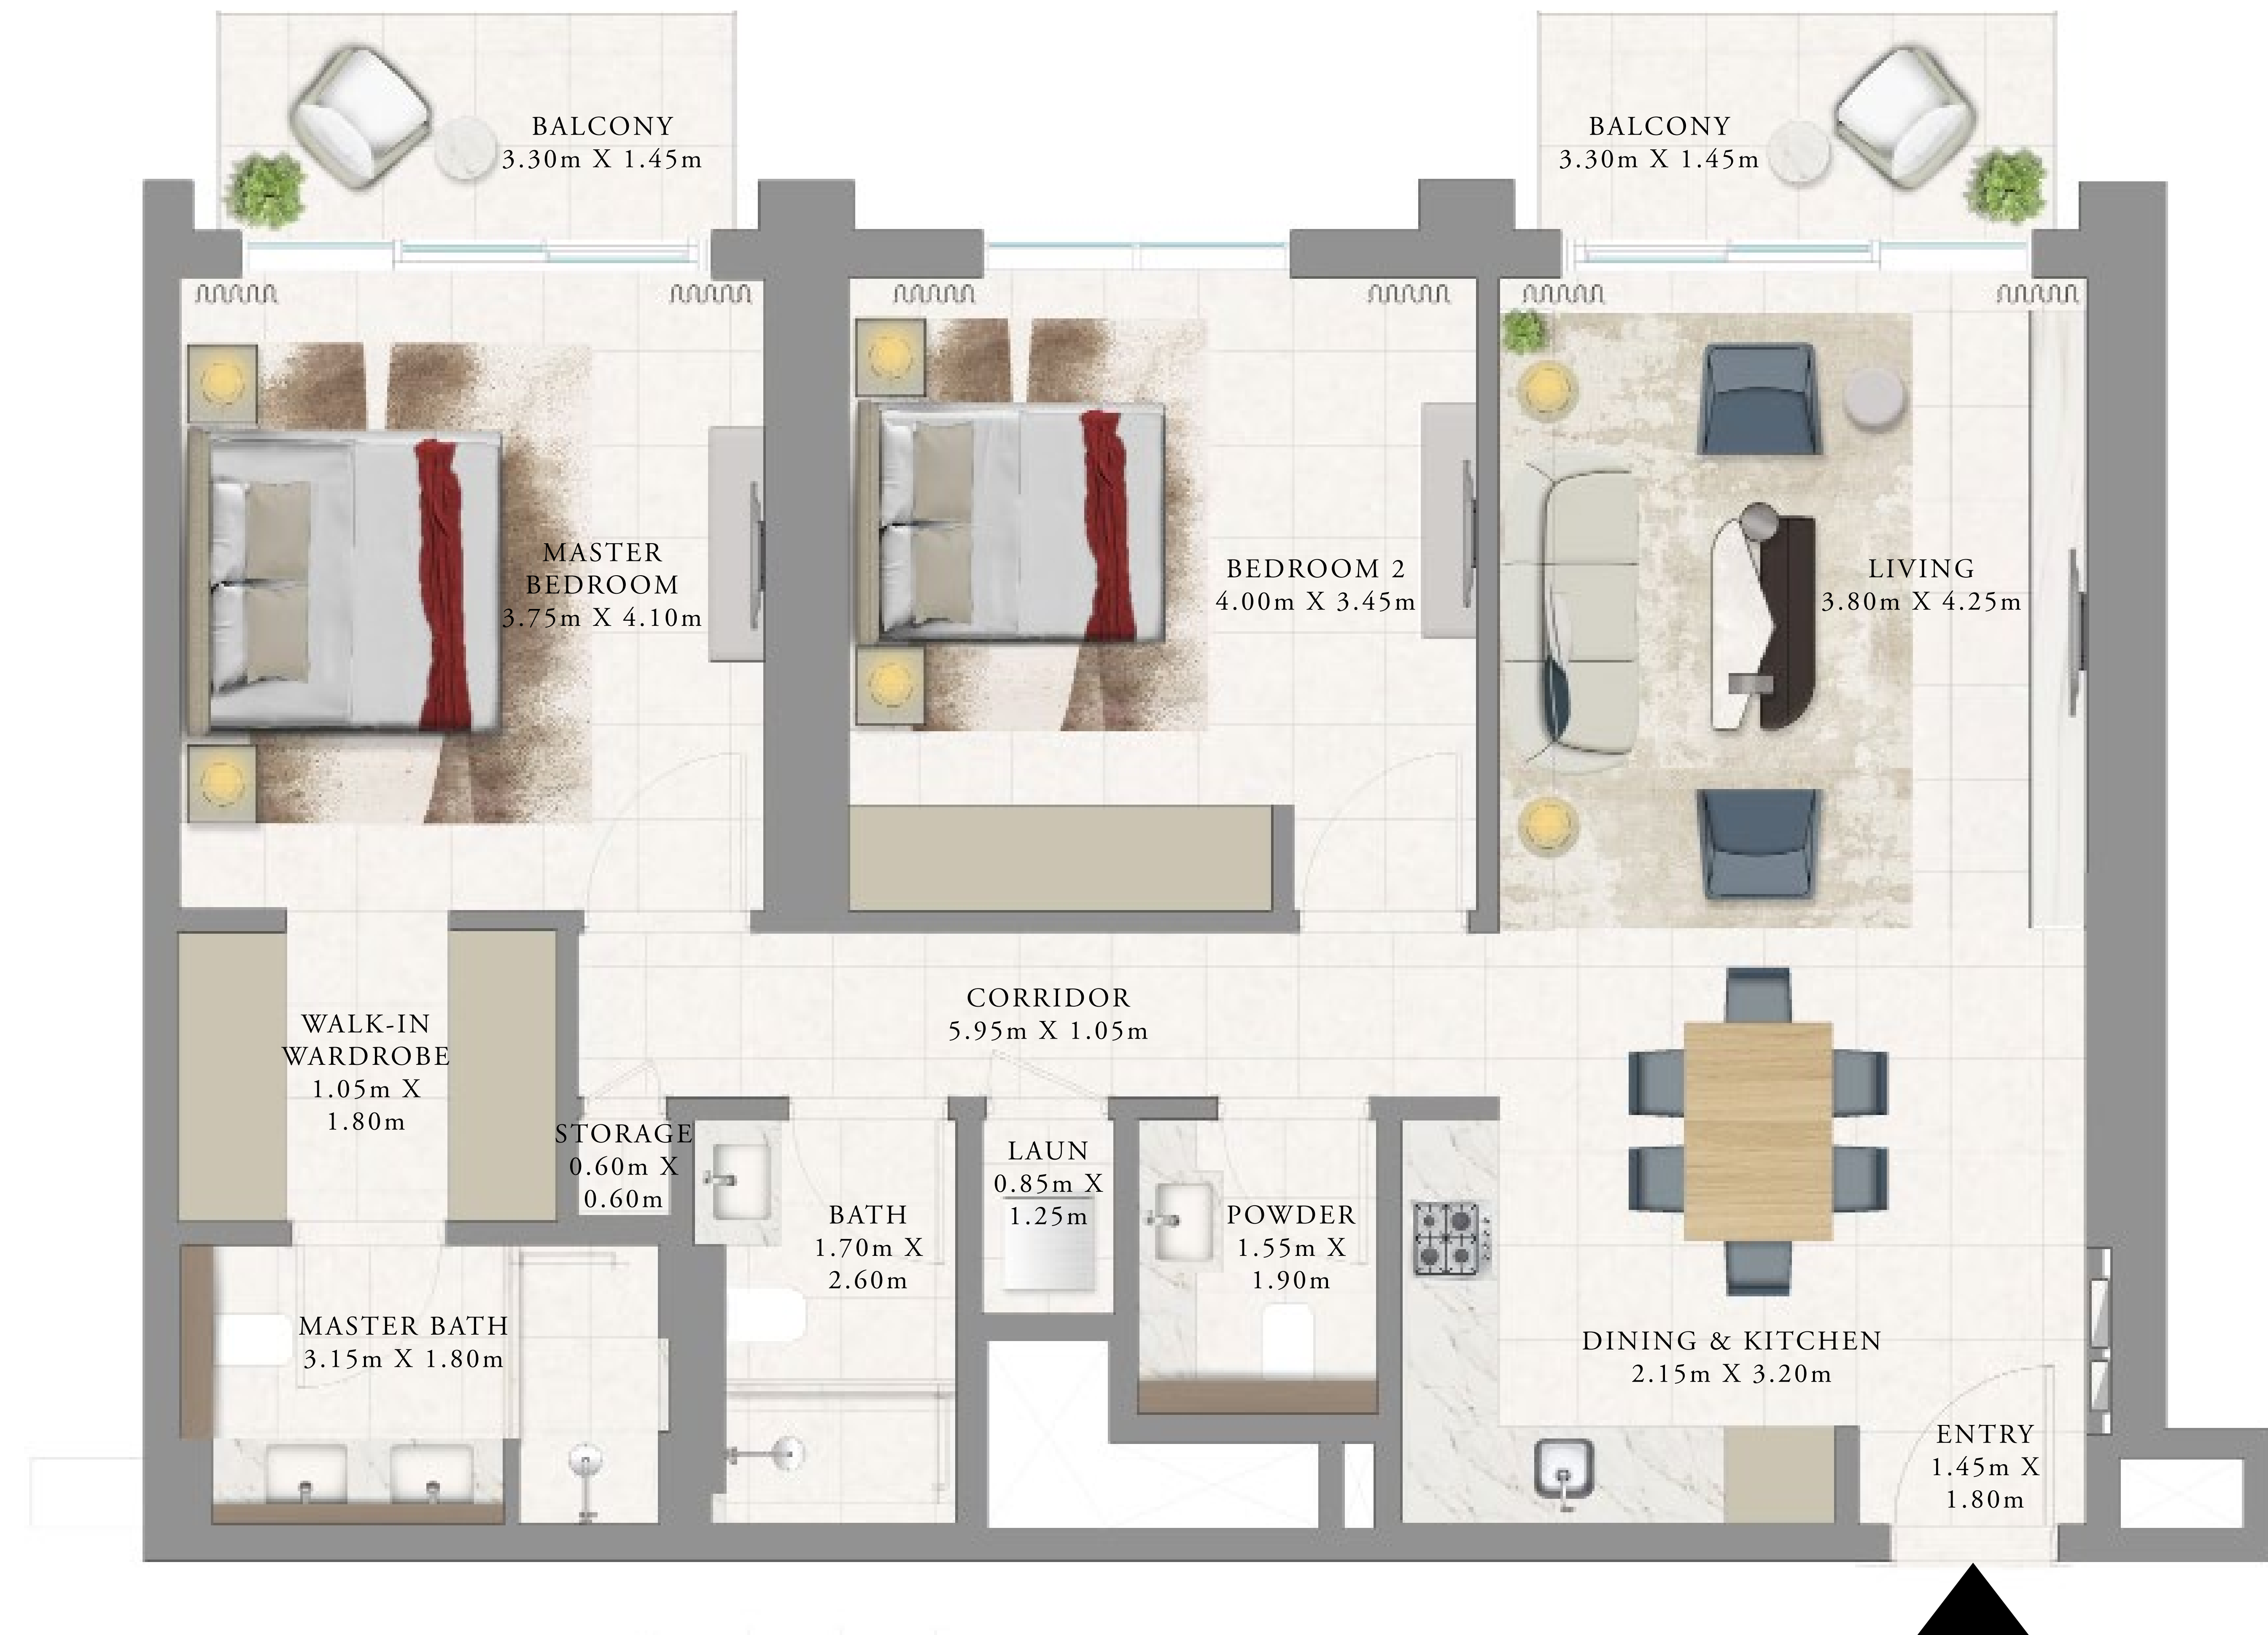 BALCONY
3.30m X 1.45m
BALCONY
3.30m X 1.45m
MASTER
BEDROOM
3.75m X 4.10m
BEDROOM 2
4.00m X 3.45m
LIVING
3.80m X 4.25m
CORRIDOR
5.95m X 1.05m
WALK-IN
WARDROBE
1.05m X
1.80m
STORAGE
0.60m X
0.60m
BATH
1.70m X
2.60m
LAUN
0.85m X
1.25m
POWDER
1.55m X
1.90m
MASTER BATH
3.15m X 1.80m
DINING & KITCHEN
2.15m X 3.20m
ENTRY
1.45m X
1.80m